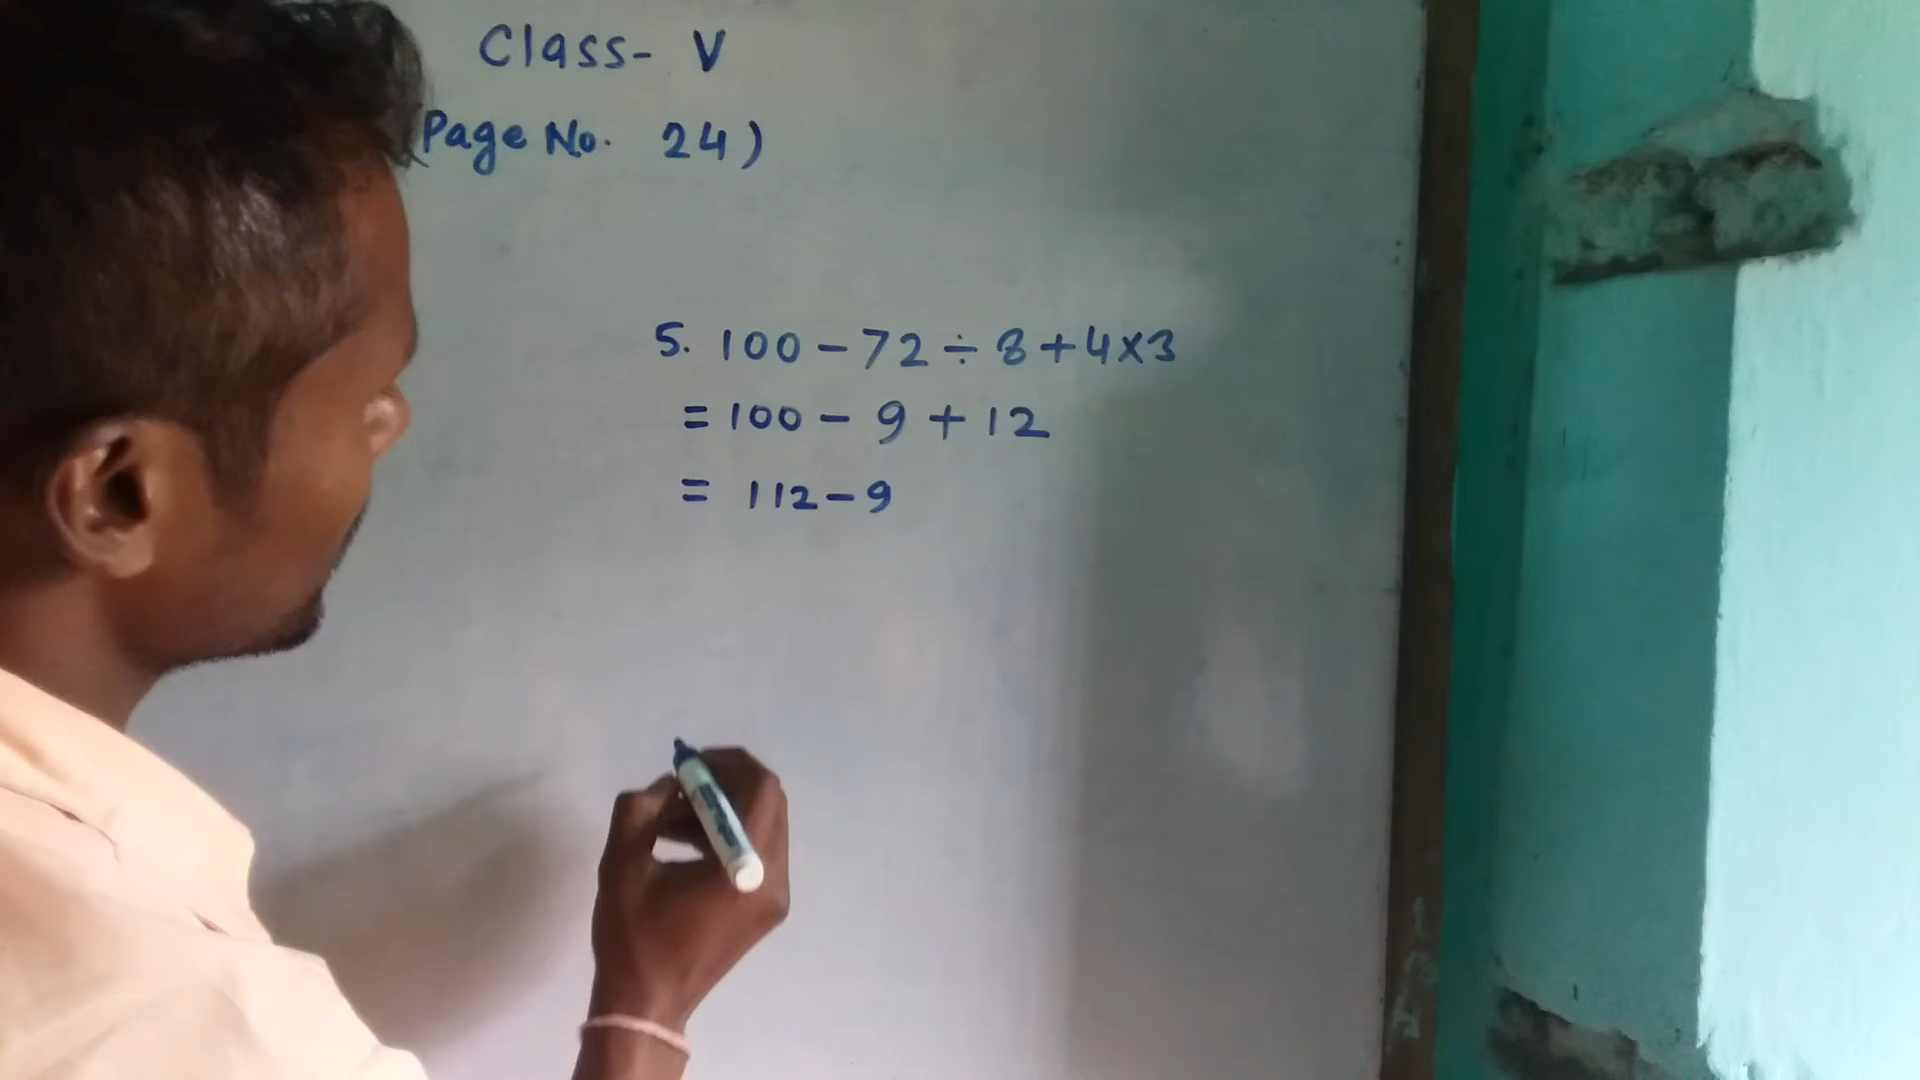 Class- V
(Page No. 24)
5. 100 - 72 ÷ 8 + 4 × 3
= 100 - 9 + 12
= 112 - 9